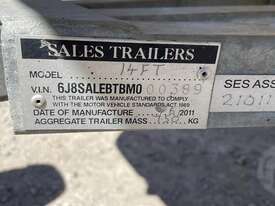 SALES TRAILERS
MODEL 14FT
V.I.N. 6J8SALEBTBM000389
THIS TRAILER WAS MANUFACTURED TO COMPLY
WITH THE MOTOR VEHICLE STANDARDS ACT 1989
DATE OF MANUFACTURE 2011
AGGREGATE TRAILER MASS KG
SES ASS